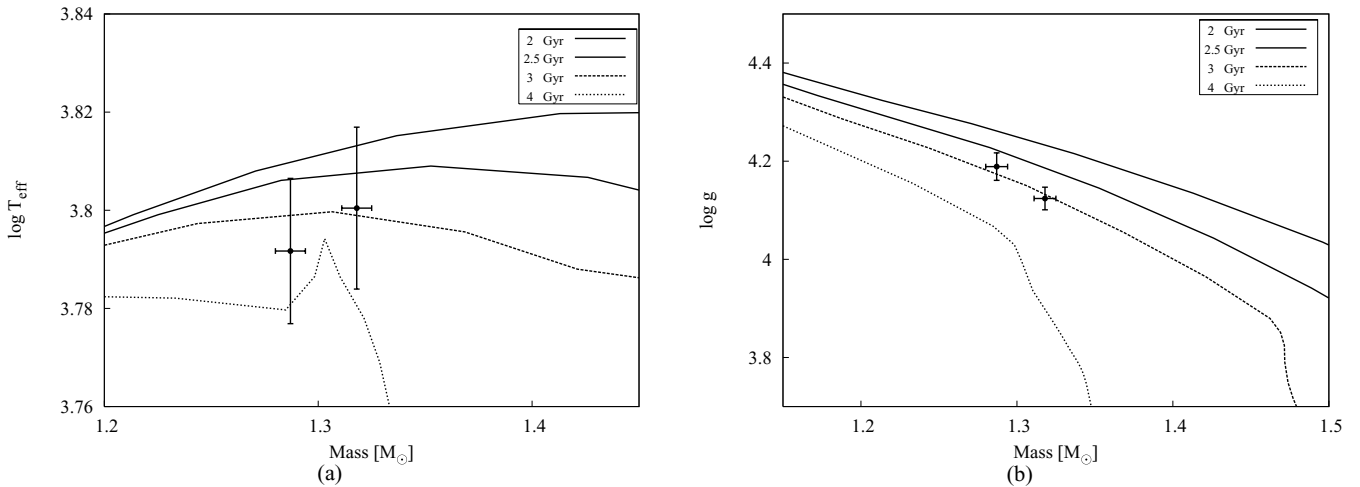 3.84
3.82
3.8
3.78
3.76
log T_eff
2 Gyr
2.5 Gyr
3 Gyr
4 Gyr
1.2
1.3
1.4
Mass [M_☉]
(a)
4.4
4.2
4
3.8
log g
2 Gyr
2.5 Gyr
3 Gyr
4 Gyr
1.2
1.3
1.4
1.5
Mass [M_☉]
(b)